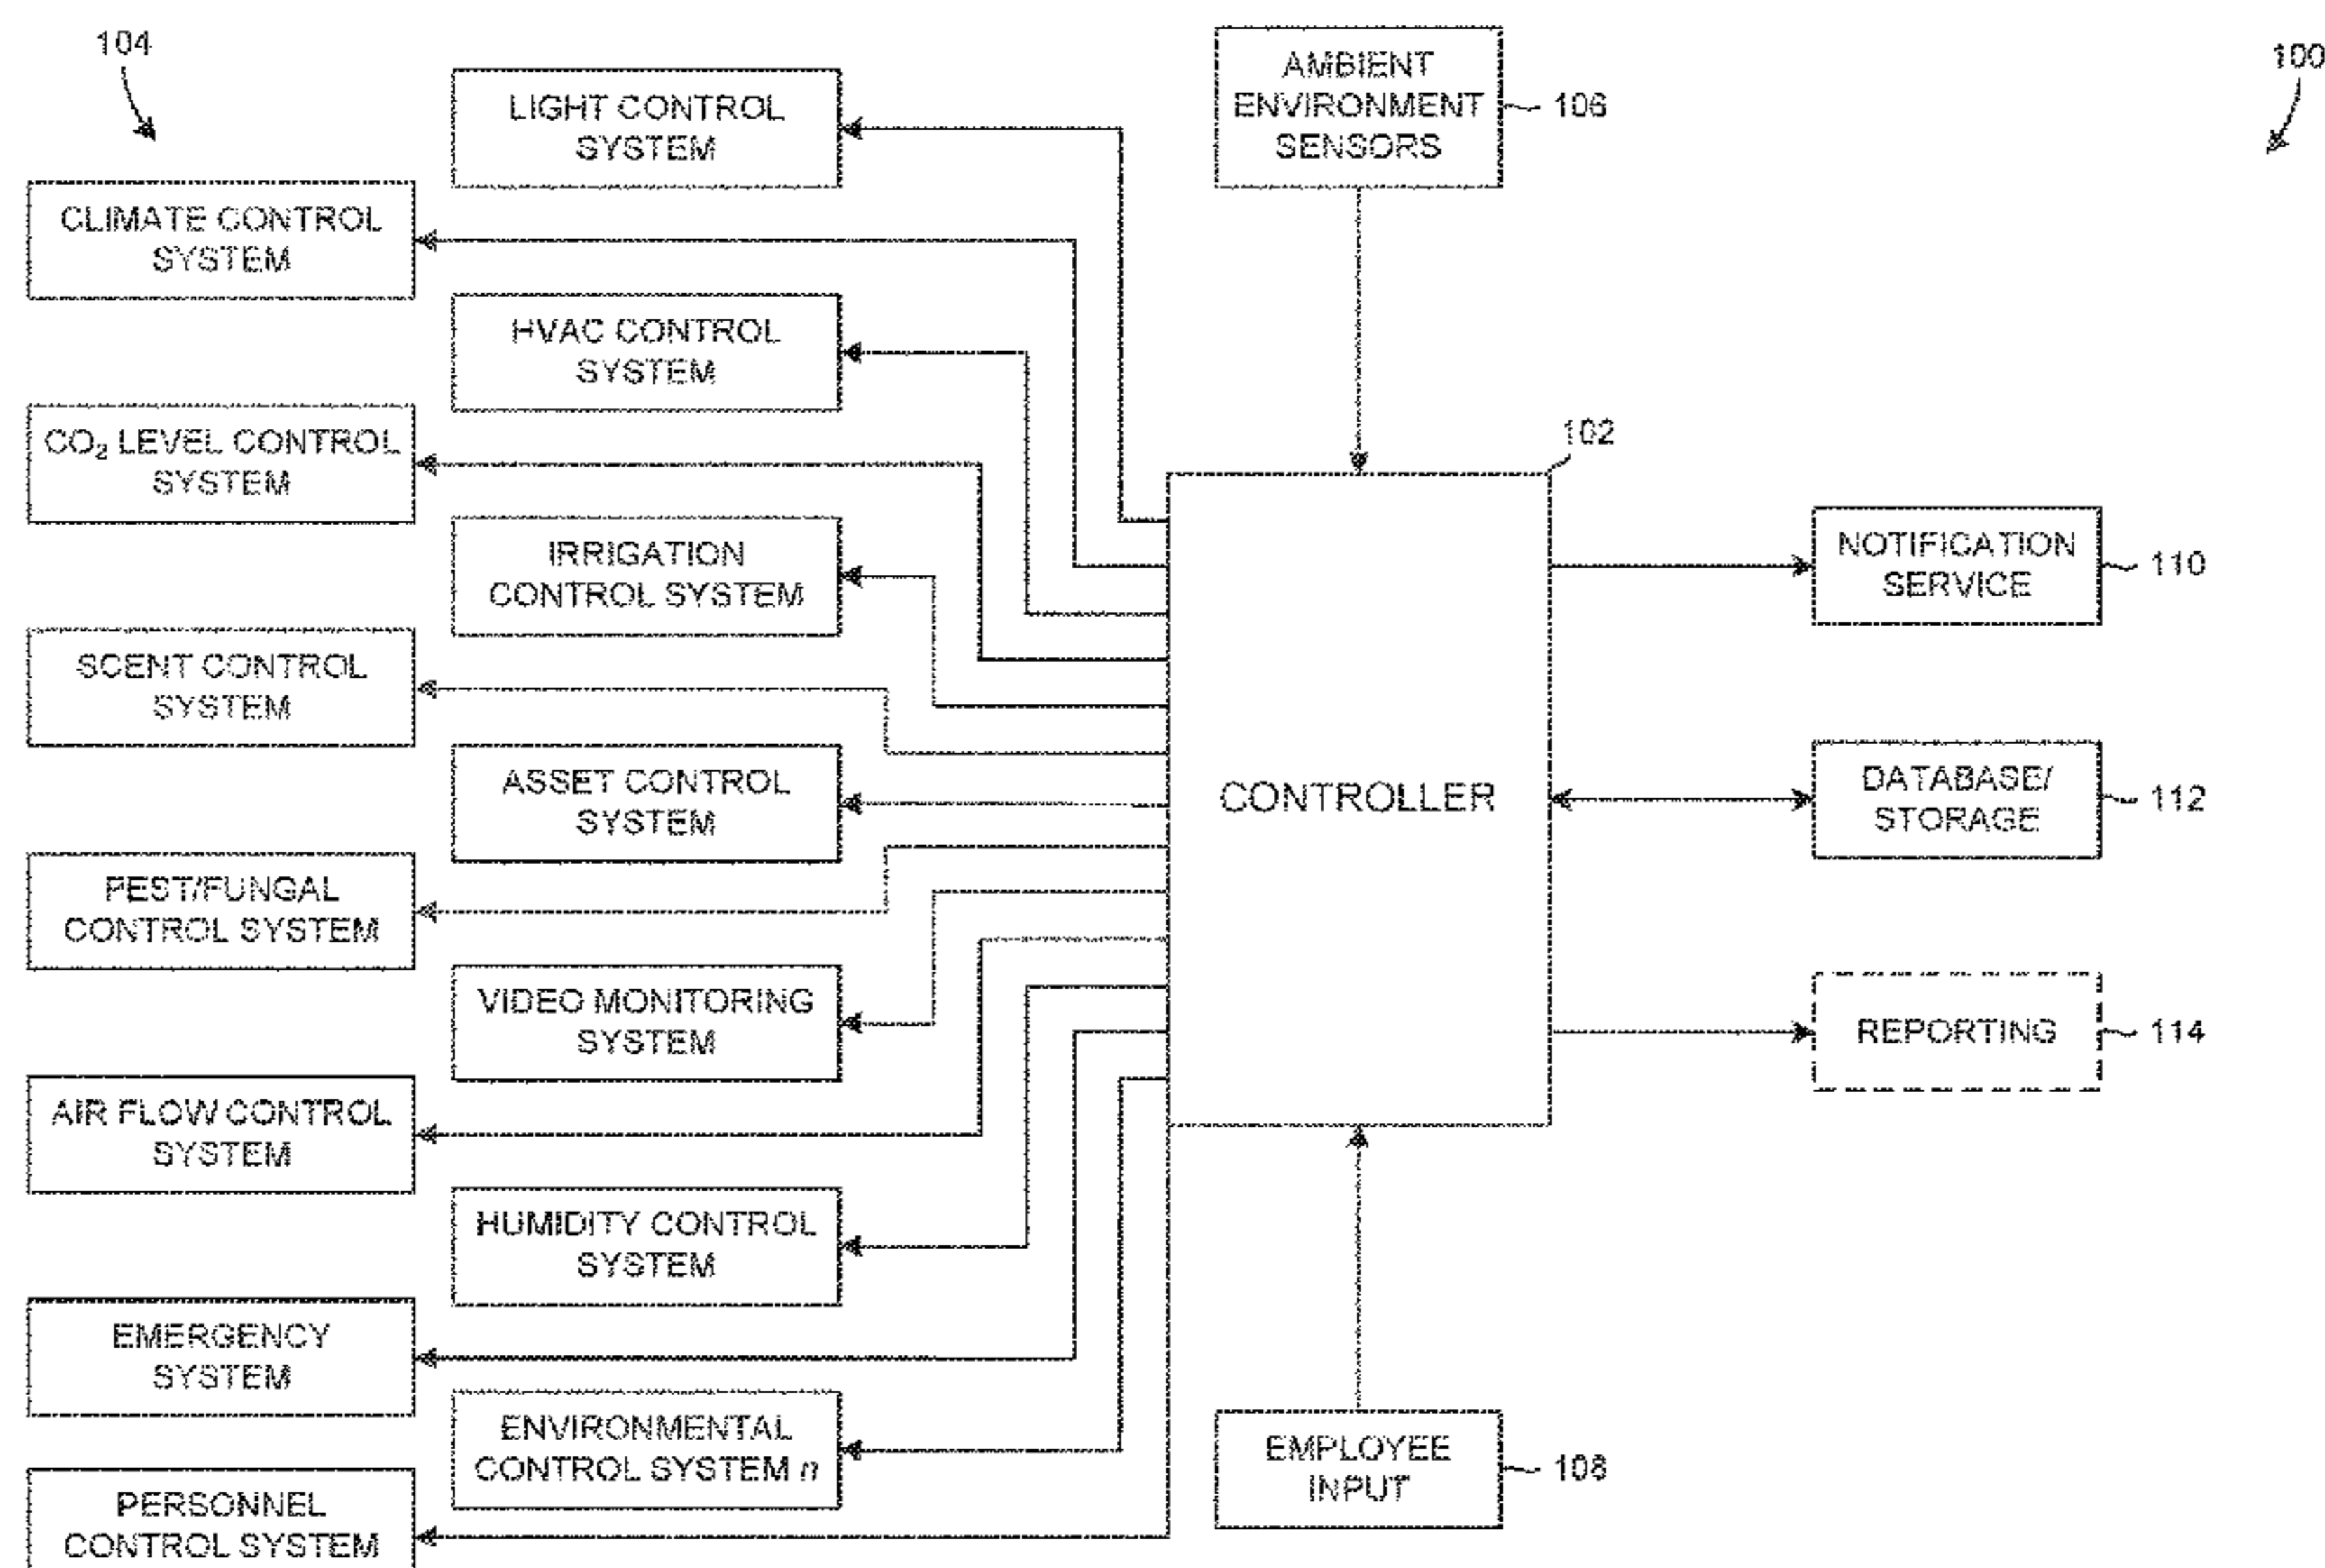 104
100
AMBIENT
ENVIRONMENT
SENSORS
106
LIGHT CONTROL
SYSTEM
CLIMATE CONTROL
SYSTEM
HVAC CONTROL
SYSTEM
CO₂ LEVEL CONTROL
SYSTEM
102
IRRIGATION
CONTROL SYSTEM
NOTIFICATION
SERVICE
110
SCENT CONTROL
SYSTEM
ASSET CONTROL
SYSTEM
CONTROLLER
DATABASE/
STORAGE
112
PEST/FUNGAL
CONTROL SYSTEM
VIDEO MONITORING
SYSTEM
REPORTING
114
AIR FLOW CONTROL
SYSTEM
HUMIDITY CONTROL
SYSTEM
EMERGENCY
SYSTEM
ENVIRONMENTAL
CONTROL SYSTEM n
EMPLOYEE
INPUT
108
PERSONNEL
CONTROL SYSTEM